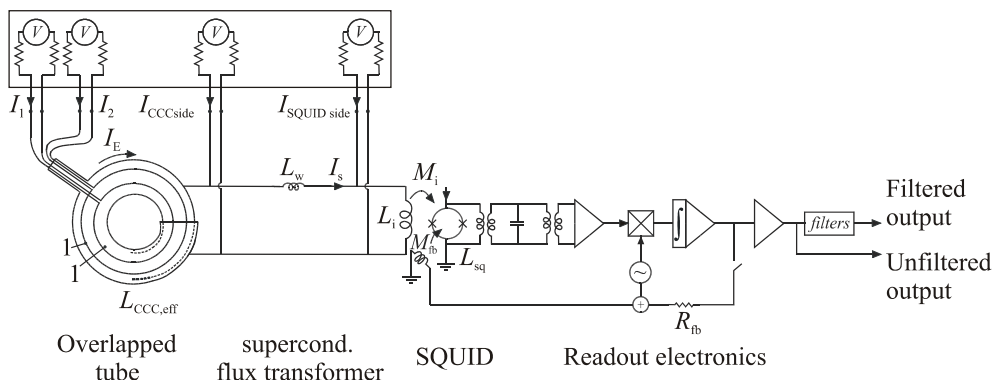 V V V V
I1 I2 ICCCside ISQUID side
IE
Lw Is Mi
Li
Mfb
Lsq
1
1
LCCC,eff
∫
~
+
Rfb
filters
Filtered
output
Unfiltered
output
Overlapped
tube
supercond.
flux transformer
SQUID
Readout electronics